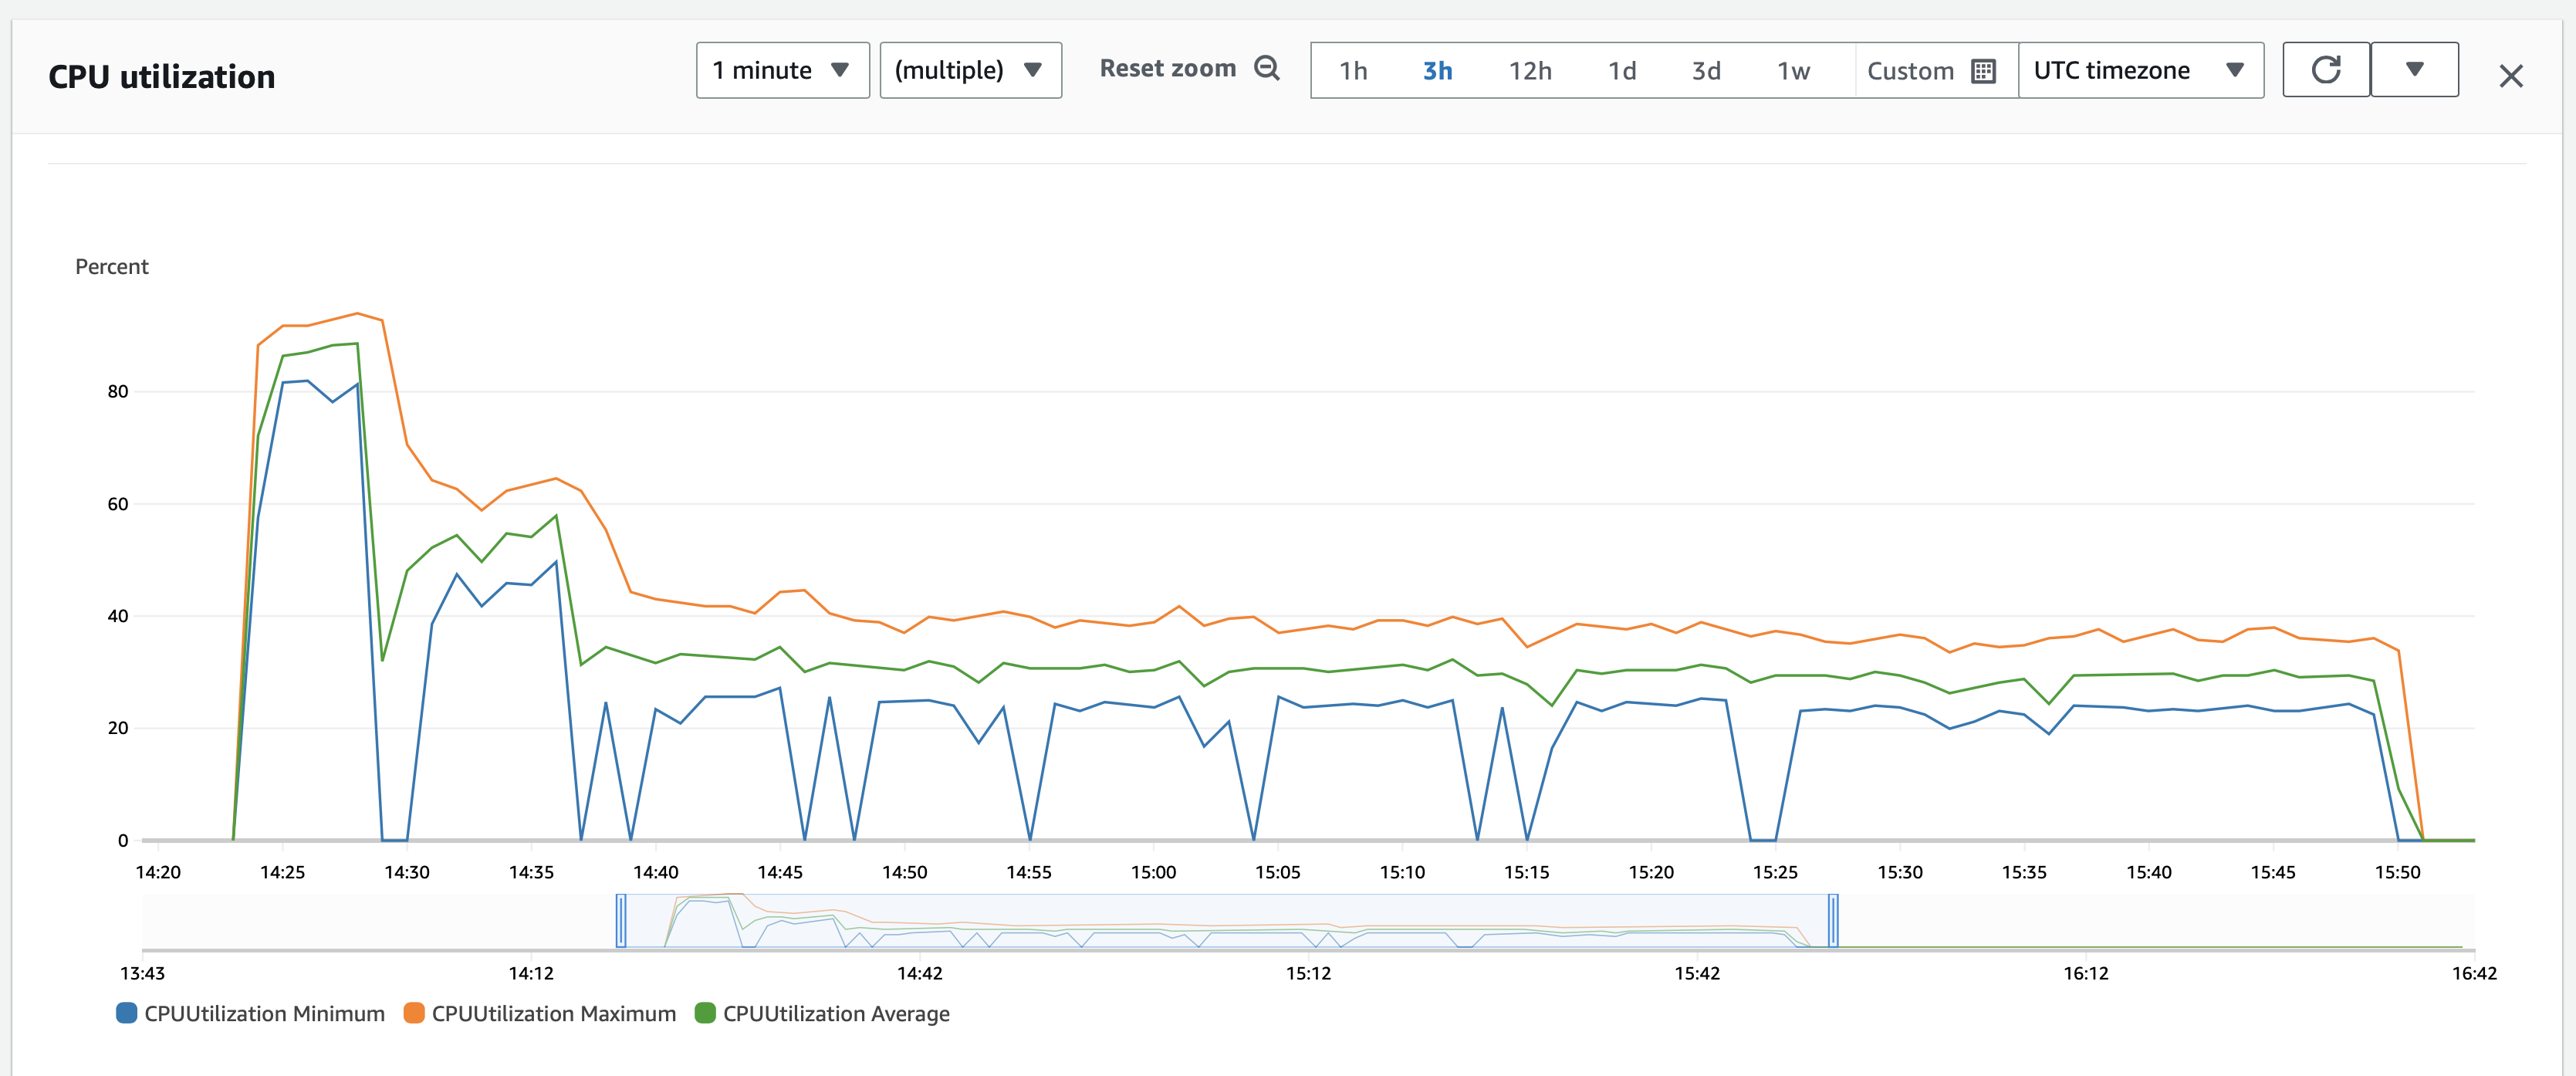 CPU utilization
1 minute
(multiple)
Reset zoom
1h 3h 12h 1d 3d 1w Custom
UTC timezone
Percent
80
60
40
20
0
14:20 14:25 14:30 14:35 14:40 14:45 14:50 14:55 15:00 15:05 15:10 15:15 15:20 15:25 15:30 15:35 15:40 15:45 15:50
13:43 14:12 14:42 15:12 15:42 16:12 16:42
CPUUtilization Minimum CPUUtilization Maximum CPUUtilization Average